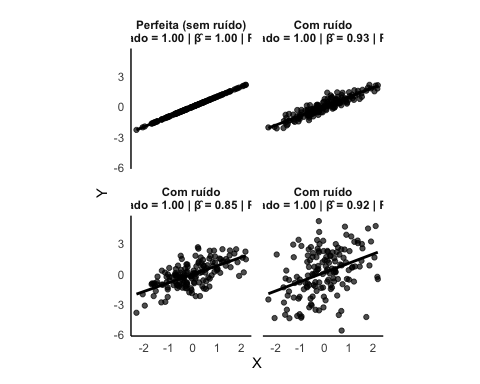 Perfeita (sem ruído)
ado = 1.00 | β̂ = 1.00 | F
Com ruído
ado = 1.00 | β̂ = 0.93 | F
3
0
-3
-6
Y
Com ruído
ado = 1.00 | β̂ = 0.85 | F
Com ruído
ado = 1.00 | β̂ = 0.92 | F
3
0
-3
-6
-2 -1 0 1 2
-2 -1 0 1 2
X